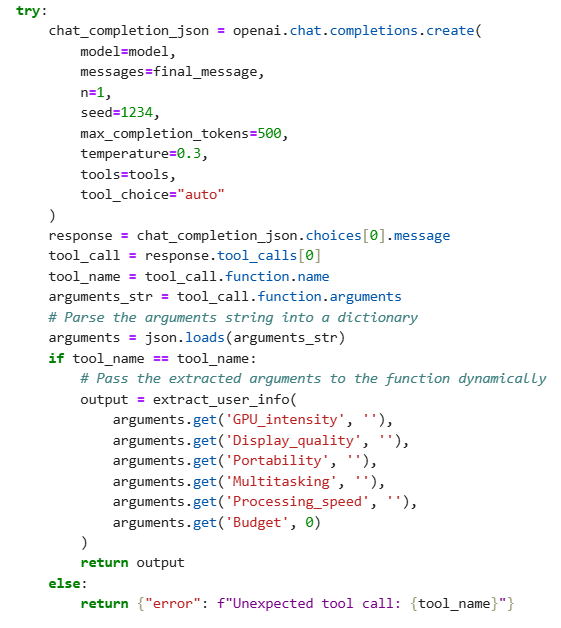 try:
    chat_completion_json = openai.chat.completions.create(
        model=model,
        messages=final_message,
        n=1,
        seed=1234,
        max_completion_tokens=500,
        temperature=0.3,
        tools=tools,
        tool_choice="auto"
    )
    response = chat_completion_json.choices[0].message
    tool_call = response.tool_calls[0]
    tool_name = tool_call.function.name
    arguments_str = tool_call.function.arguments
    # Parse the arguments string into a dictionary
    arguments = json.loads(arguments_str)
    if tool_name == tool_name:
        # Pass the extracted arguments to the function dynamically
        output = extract_user_info(
            arguments.get('GPU_intensity', ''),
            arguments.get('Display_quality', ''),
            arguments.get('Portability', ''),
            arguments.get('Multitasking', ''),
            arguments.get('Processing_speed', ''),
            arguments.get('Budget', 0)
        )
        return output
    else:
        return {"error": f"Unexpected tool call: {tool_name}"}